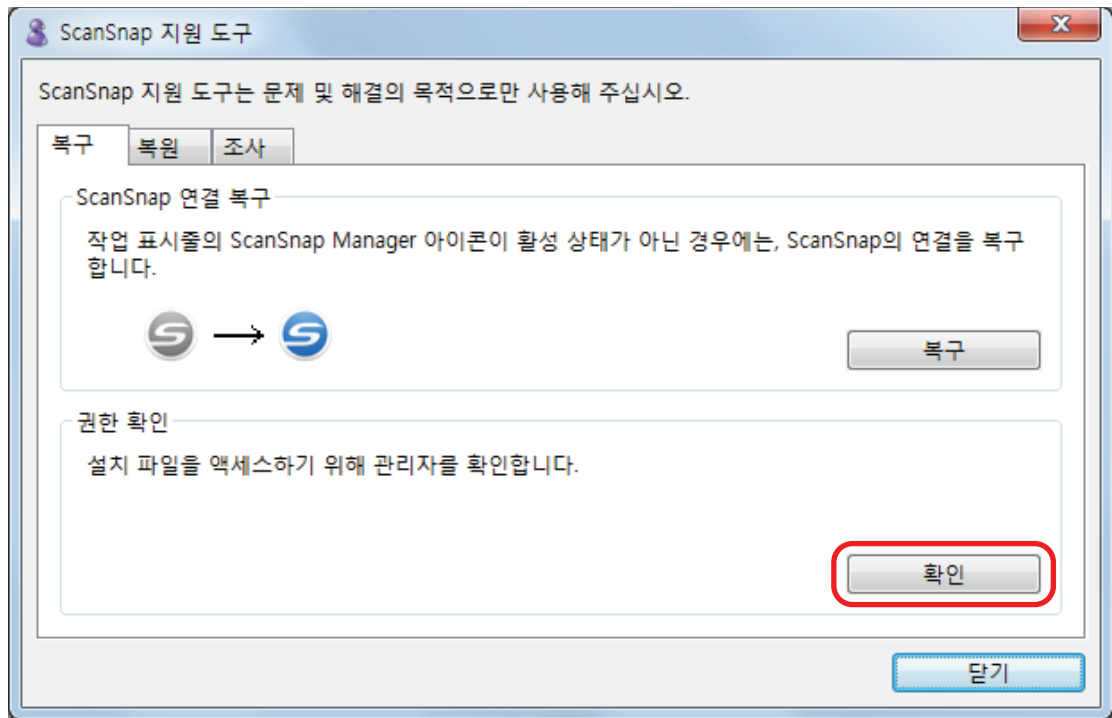 ScanSnap 지원 도구
ScanSnap 지원 도구는 문제 및 해결의 목적으로만 사용해 주십시오.
복구 복원 조사
ScanSnap 연결 복구
작업 표시줄의 ScanSnap Manager 아이콘이 활성 상태가 아닌 경우에는, ScanSnap의 연결을 복구
합니다.
복구
권한 확인
설치 파일을 액세스하기 위해 관리자를 확인합니다.
확인
닫기